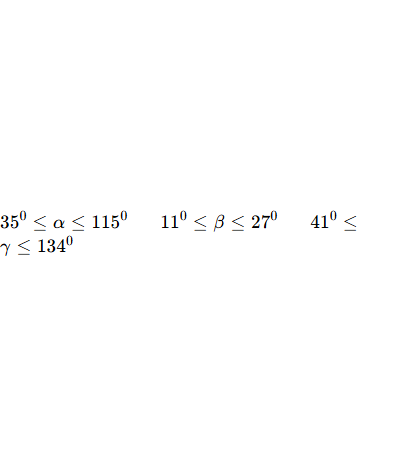 35⁰ ≤ α ≤ 115⁰ 11⁰ ≤ β ≤ 27⁰ 41⁰ ≤
γ ≤ 134⁰